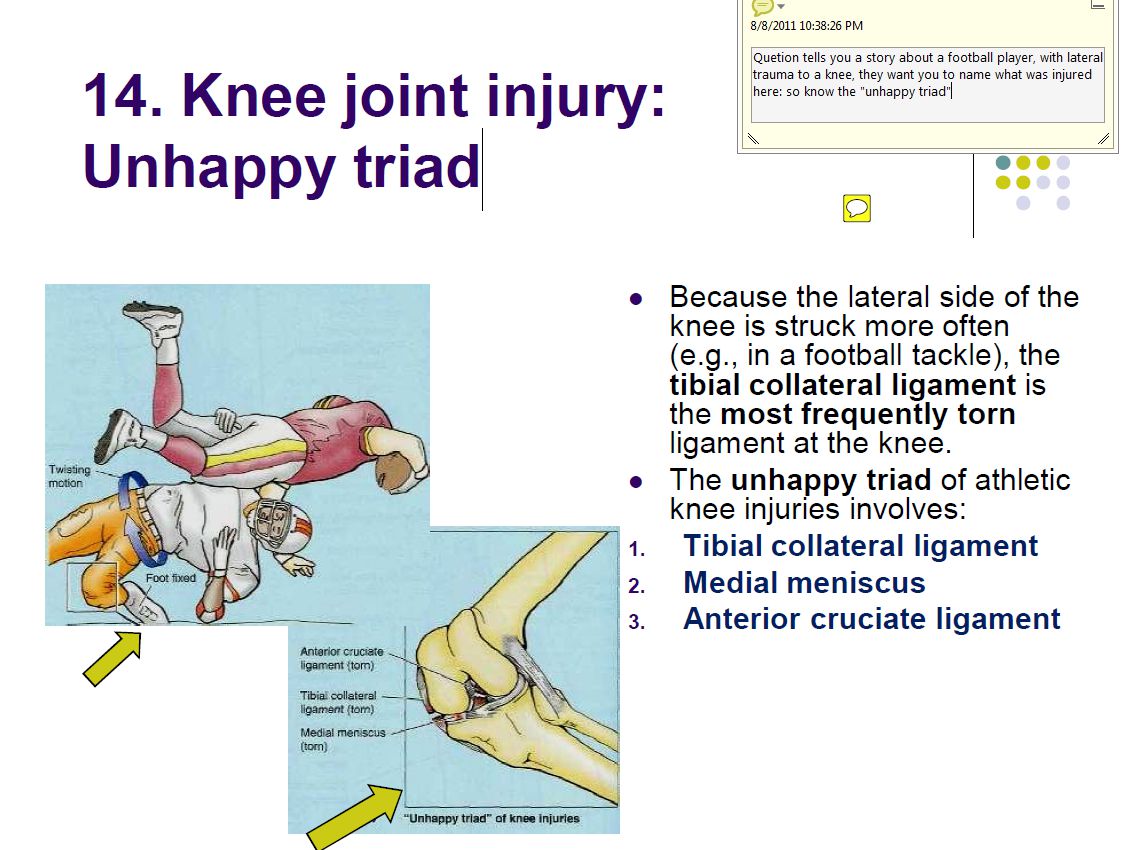 8/8/2011 10:38:26 PM
Quetion tells you a story about a football player, with lateral
trauma to a knee, they want you to name what was injured
here: so know the "unhappy triad"
14. Knee joint injury:
Unhappy triad
Twisting
motion
Foot fixed
Anterior cruciate
ligament (torn)
Tibial collateral
ligament (torn)
Medial meniscus
(torn)
"Unhappy triad" of knee injuries
● Because the lateral side of the
knee is struck more often
(e.g., in a football tackle), the
tibial collateral ligament is
the most frequently torn
ligament at the knee.
● The unhappy triad of athletic
knee injuries involves:
1. Tibial collateral ligament
2. Medial meniscus
3. Anterior cruciate ligament